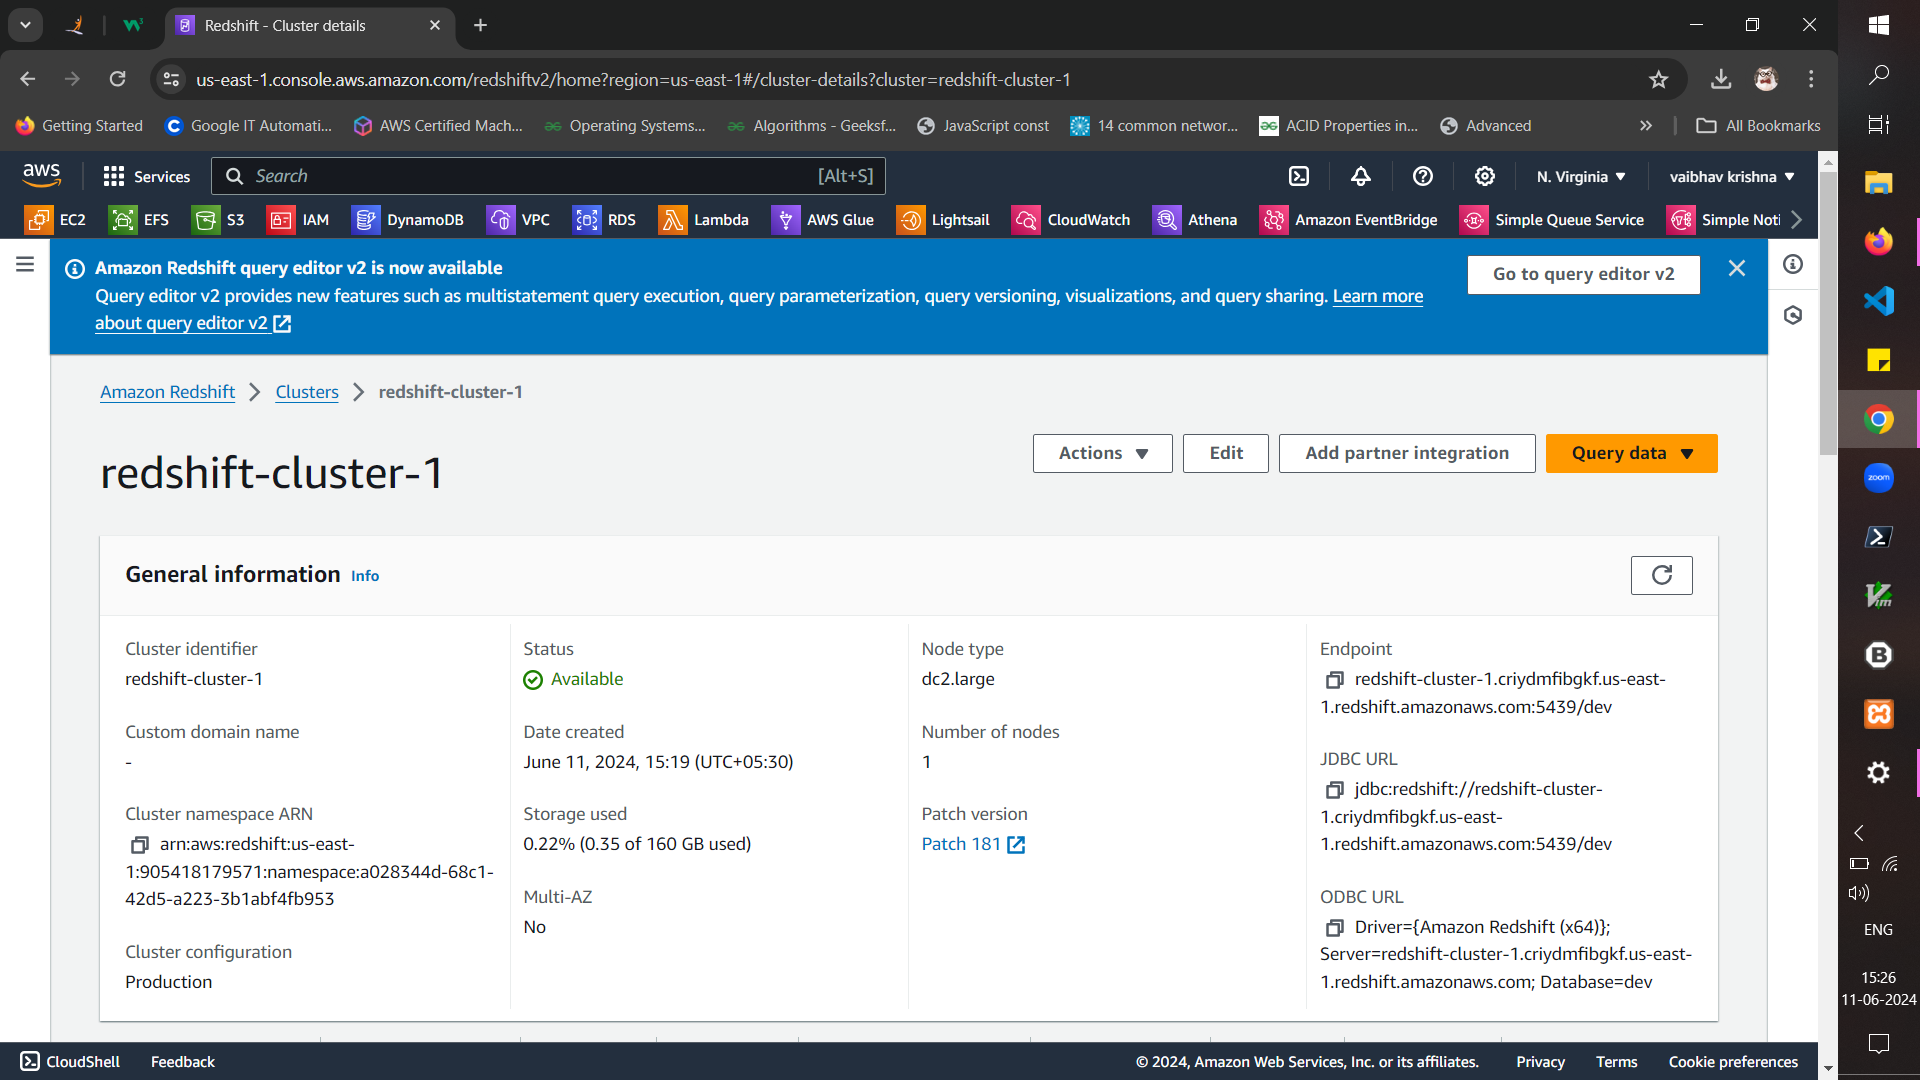 Redshift - Cluster details
us-east-1.console.aws.amazon.com/redshiftv2/home?region=us-east-1#/cluster-details?cluster=redshift-cluster-1
Getting Started
Google IT Automati...
AWS Certified Mach...
Operating Systems...
Algorithms - Geeksf...
JavaScript const
14 common networ...
ACID Properties in...
Advanced
All Bookmarks
aws
Services
Search
[Alt+S]
N. Virginia
vaibhav krishna
EC2
EFS
S3
IAM
DynamoDB
VPC
RDS
Lambda
AWS Glue
Lightsail
CloudWatch
Athena
Amazon EventBridge
Simple Queue Service
Simple Noti
Amazon Redshift query editor v2 is now available
Query editor v2 provides new features such as multistatement query execution, query parameterization, query versioning, visualizations, and query sharing. Learn more
about query editor v2
Go to query editor v2
Amazon Redshift
Clusters
redshift-cluster-1
redshift-cluster-1
Actions
Edit
Add partner integration
Query data
General information Info
Cluster identifier
redshift-cluster-1
Custom domain name
-
Cluster namespace ARN
arn:aws:redshift:us-east-
1:905418179571:namespace:a028344d-68c1-
42d5-a223-3b1abf4fb953
Cluster configuration
Production
Status
Available
Date created
June 11, 2024, 15:19 (UTC+05:30)
Storage used
0.22% (0.35 of 160 GB used)
Multi-AZ
No
Node type
dc2.large
Number of nodes
1
Patch version
Patch 181
Endpoint
redshift-cluster-1.criydmfibgkf.us-east-
1.redshift.amazonaws.com:5439/dev
JDBC URL
jdbc:redshift://redshift-cluster-
1.criydmfibgkf.us-east-
1.redshift.amazonaws.com:5439/dev
ODBC URL
Driver={Amazon Redshift (x64)};
Server=redshift-cluster-1.criydmfibgkf.us-east-
1.redshift.amazonaws.com; Database=dev
CloudShell
Feedback
© 2024, Amazon Web Services, Inc. or its affiliates.
Privacy
Terms
Cookie preferences
zoom
ENG
15:26
11-06-2024